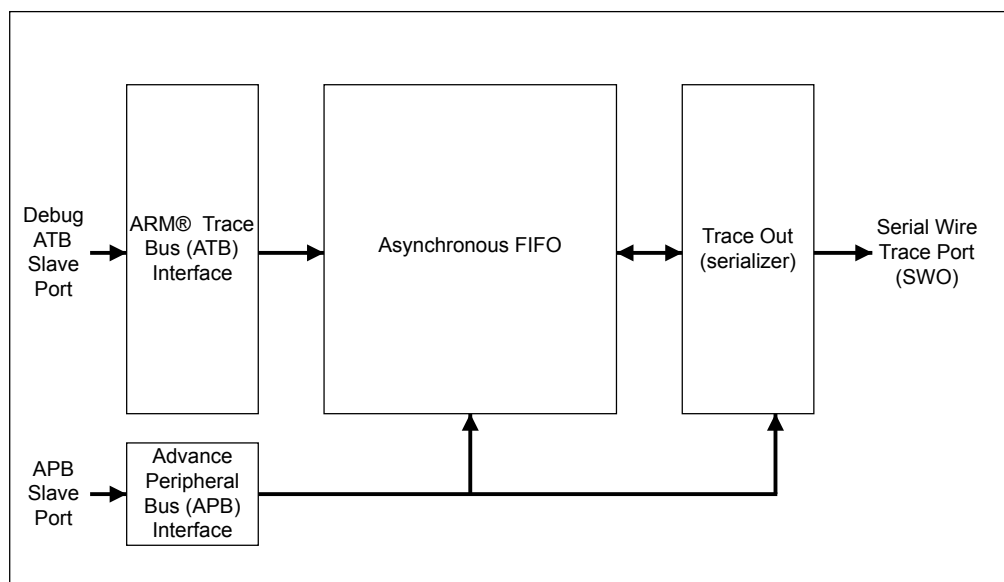 Debug
ATB
Slave
Port
ARM® Trace
Bus (ATB)
Interface
Asynchronous FIFO
Trace Out
(serializer)
Serial Wire
Trace Port
(SWO)
APB
Slave
Port
Advance
Peripheral
Bus (APB)
Interface